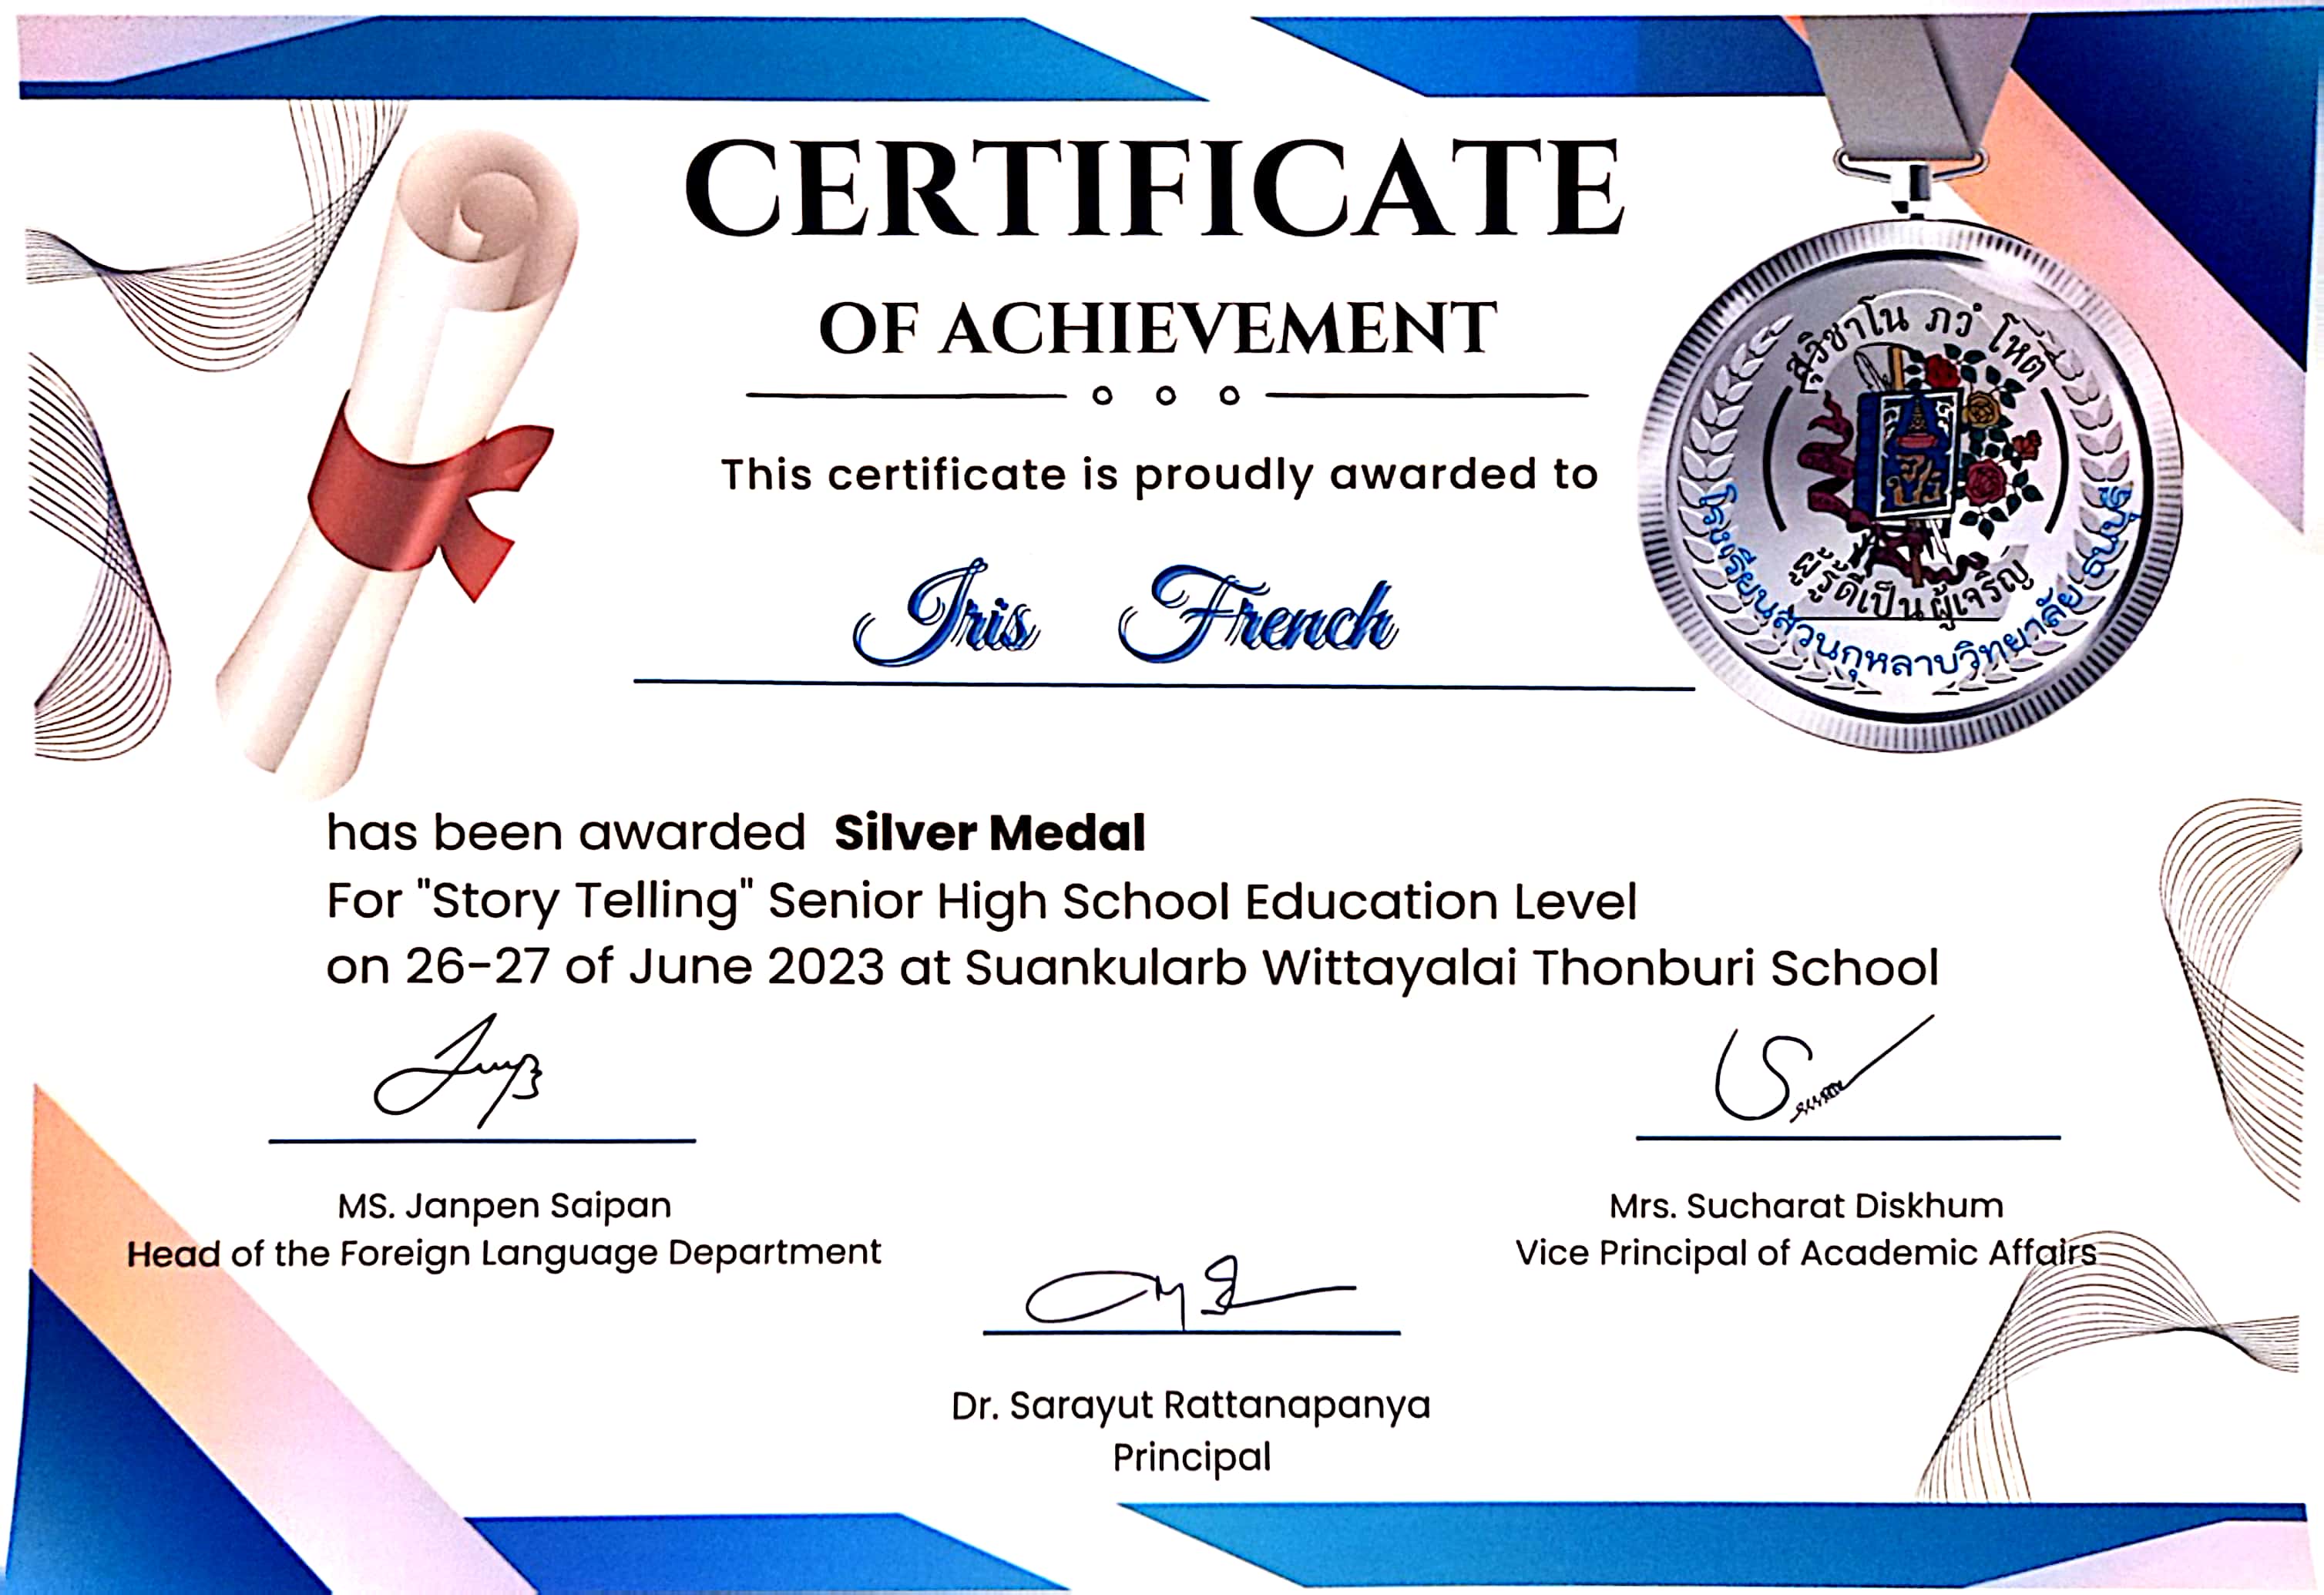 CERTIFICATE
OF ACHIEVEMENT
This certificate is proudly awarded to
Iris French
สุวิชาโน ภวํ โหติ
ผู้รู้ดีเป็นผู้เจริญ
โรงเรียนสวนกุหลาบวิทยาลัย ธนบุรี
has been awarded Silver Medal
For "Story Telling" Senior High School Education Level
on 26-27 of June 2023 at Suankularb Wittayalai Thonburi School
MS. Janpen Saipan
Head of the Foreign Language Department
Mrs. Sucharat Diskhum
Vice Principal of Academic Affairs
Dr. Sarayut Rattanapanya
Principal